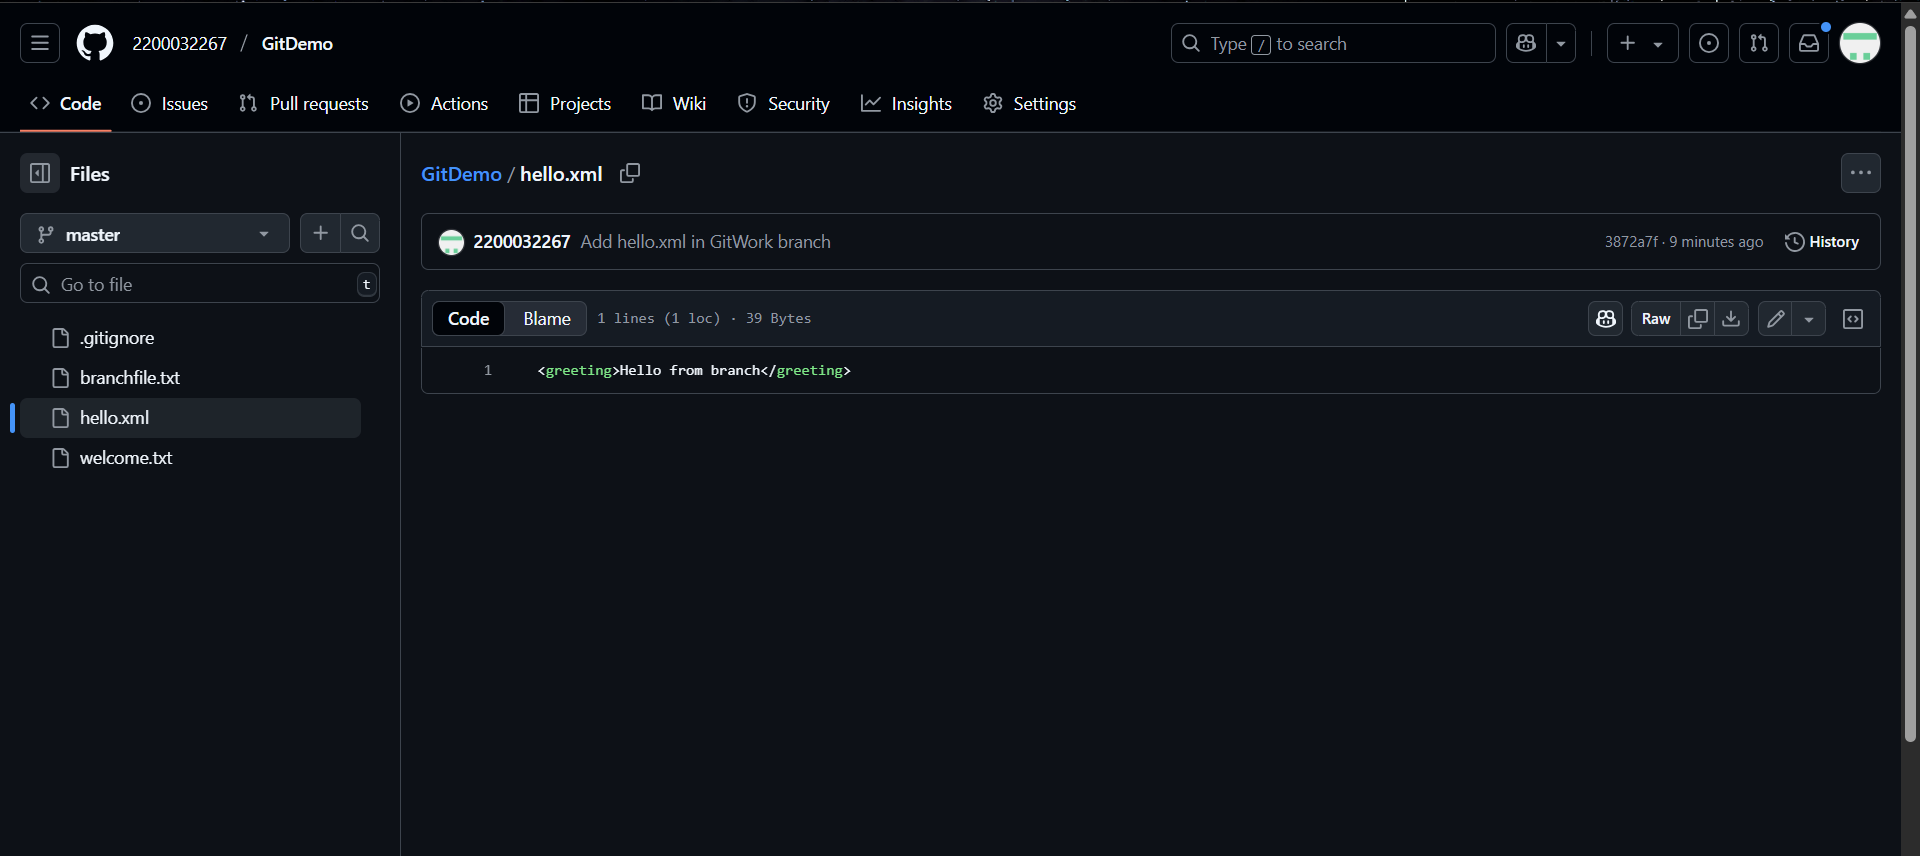 2200032267 / GitDemo
Type / to search
Code Issues Pull requests Actions Projects Wiki Security Insights Settings
Files
master
Go to file t
.gitignore
branchfile.txt
hello.xml
welcome.txt
GitDemo / hello.xml
2200032267 Add hello.xml in GitWork branch
3872a7f · 9 minutes ago History
Code Blame 1 lines (1 loc) · 39 Bytes
Raw
1 <greeting>Hello from branch</greeting>